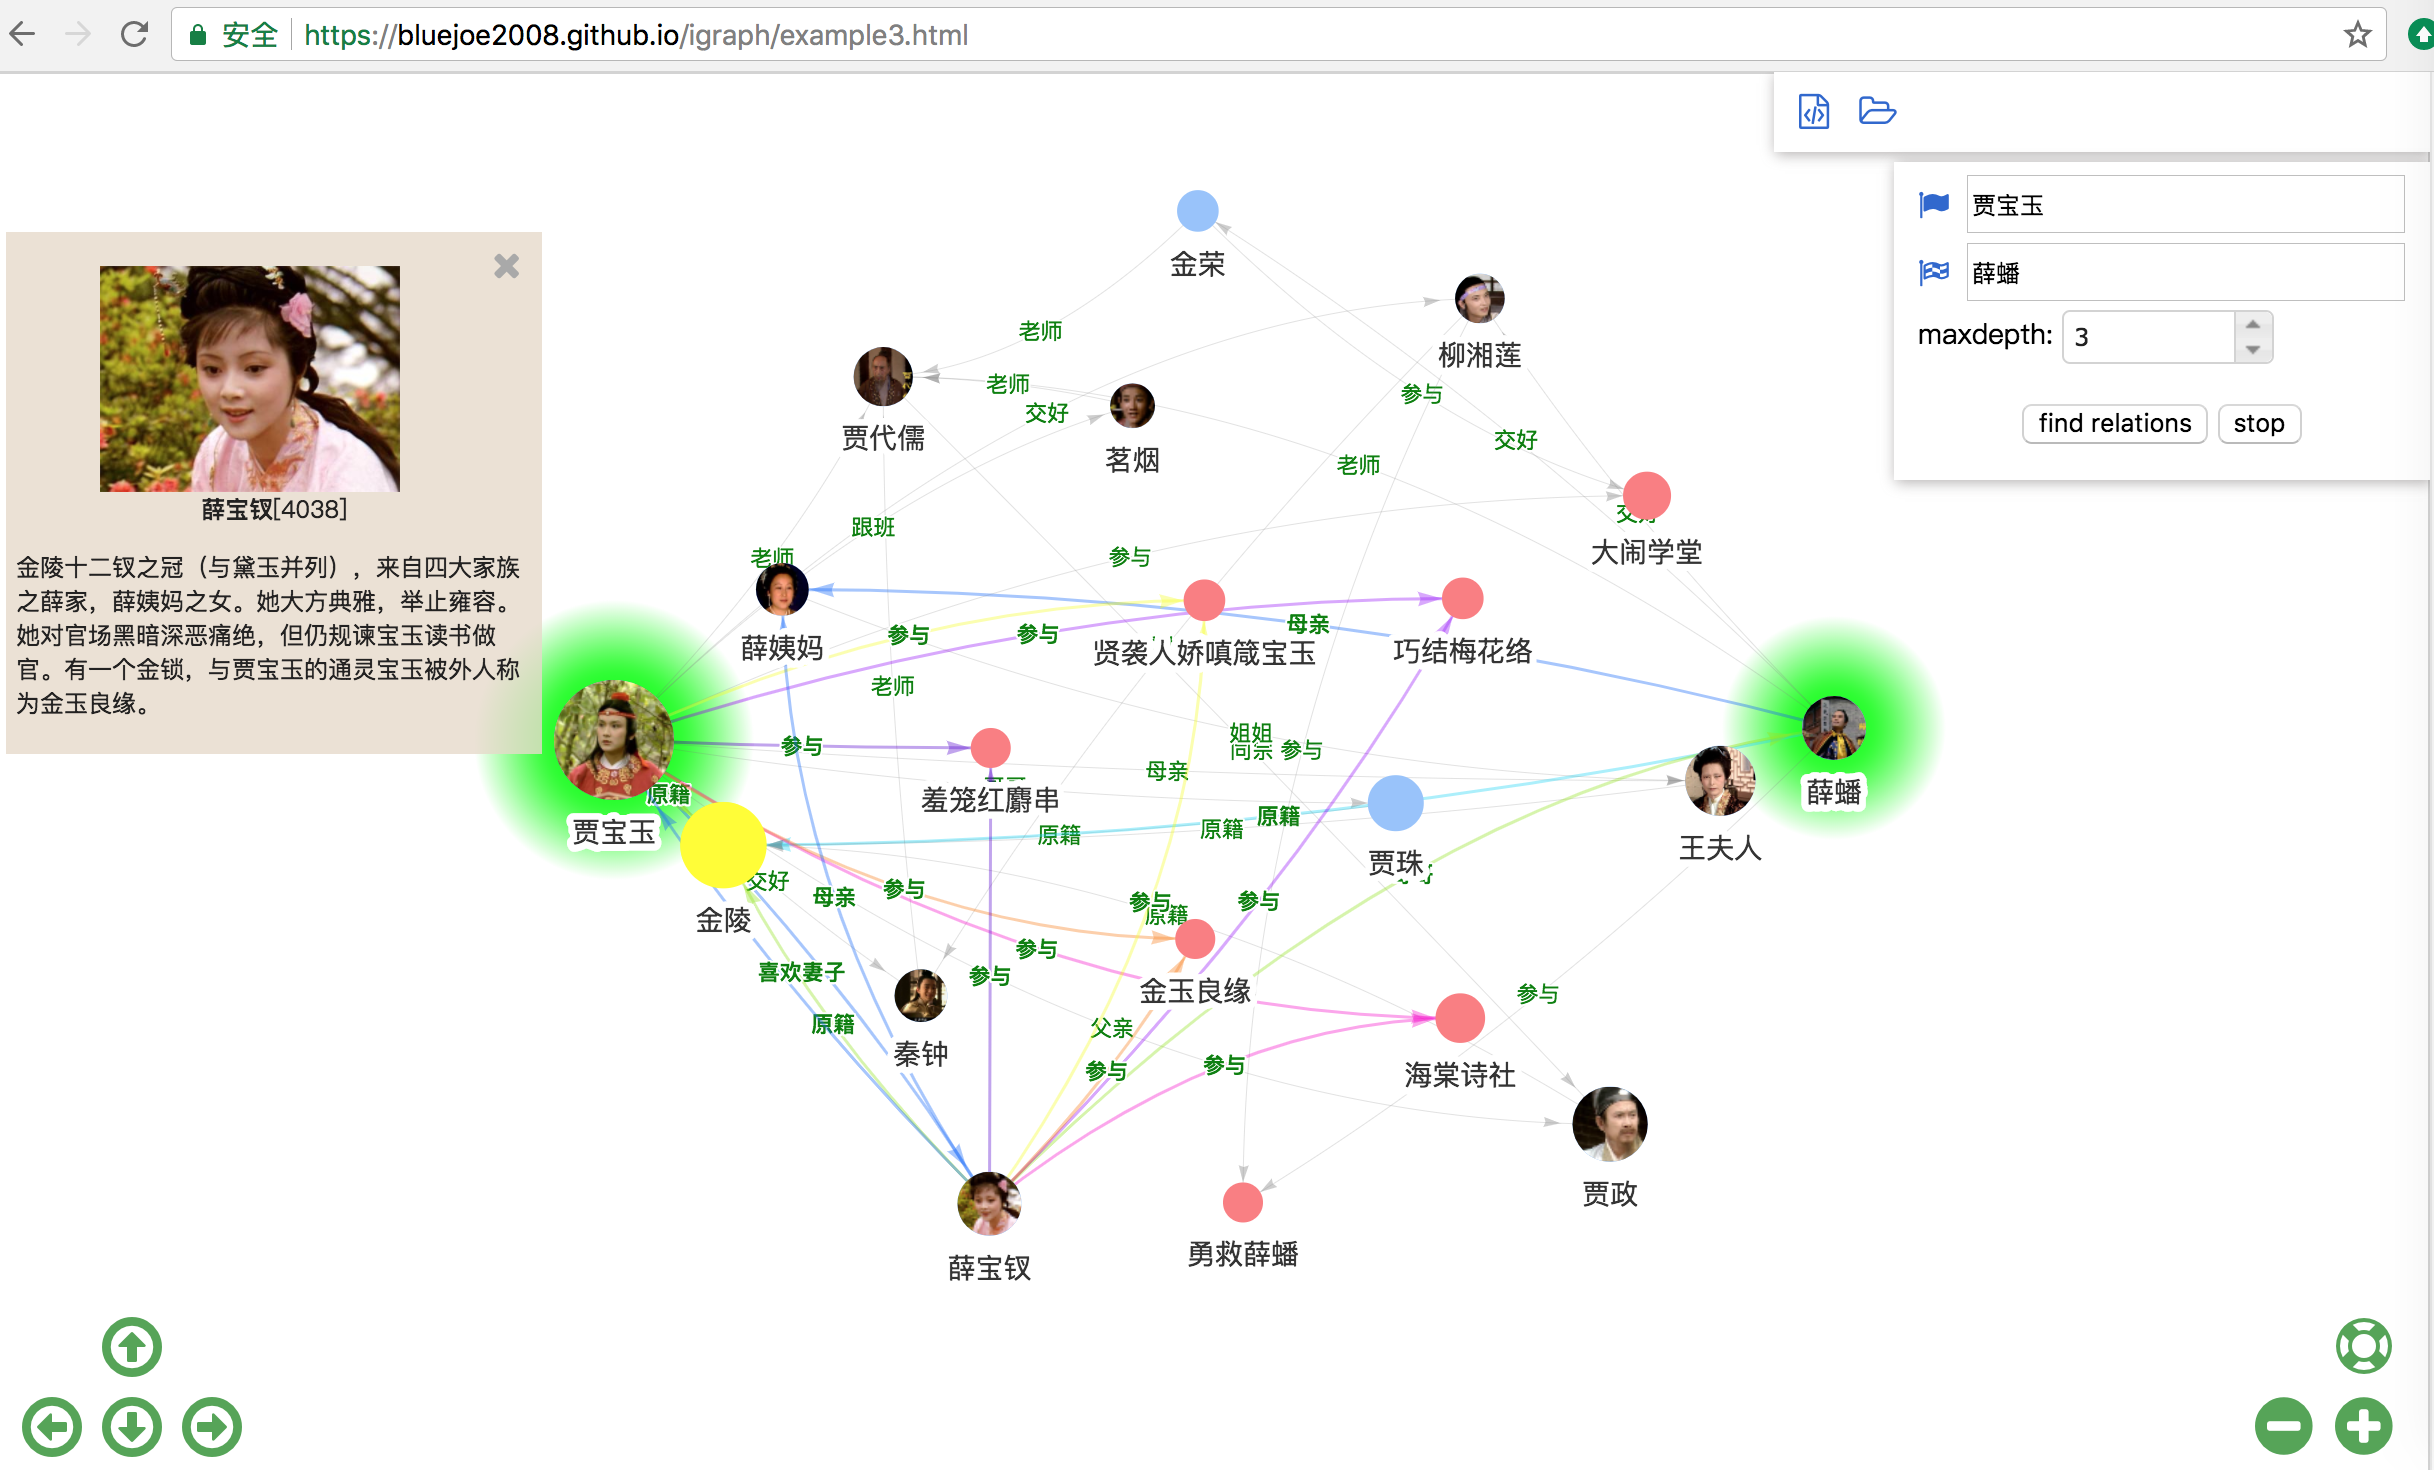 安全 https://bluejoe2008.github.io/igraph/example3.html
贾宝玉
薛蟠
maxdepth: 3
find relations stop
薛宝钗[4038]
金陵十二钗之冠（与黛玉并列），来自四大家族
之薛家，薛姨妈之女。她大方典雅，举止雍容。
她对官场黑暗深恶痛绝，但仍规谏宝玉读书做
官。有一个金锁，与贾宝玉的通灵宝玉被外人称
为金玉良缘。
金荣
老师
柳湘莲
老师
参与
交好
贾代儒
交好
茗烟
老师
跟班
大闹学堂
老师
参与
薛姨妈
参与
参与
母亲
贤袭人娇嗔箴宝玉
巧结梅花络
老师
姐姐
同宗
参与
参与
母亲
原籍
羞笼红麝串
薛蟠
贾宝玉
原籍
原籍
原籍
王夫人
贾珠
交好
母亲
参与
参与
原籍
参与
金陵
参与
喜欢妻子
参与
金玉良缘
参与
原籍
父亲
秦钟
参与
参与
海棠诗社
贾政
勇救薛蟠
薛宝钗